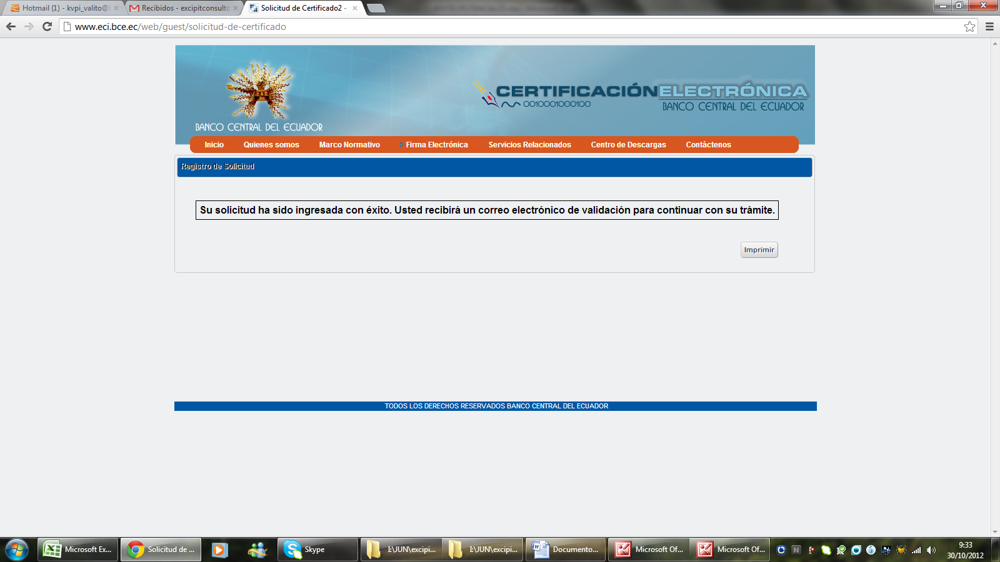 Hotmail (1) - kvpi_valito@
Recibidos - excipitconsulto
Solicitud de Certificado2 -
www.eci.bce.ec/web/guest/solicitud-de-certificado
BANCO CENTRAL DEL ECUADOR
CERTIFICACIÓNELECTRÓNICA
0010001000100
BANCO CENTRAL DEL ECUADOR
Inicio
Quienes somos
Marco Normativo
Firma Electrónica
Servicios Relacionados
Centro de Descargas
Contáctenos
Registro de Solicitud
Su solicitud ha sido ingresada con éxito. Usted recibirá un correo electrónico de validación para continuar con su trámite.
Imprimir
TODOS LOS DERECHOS RESERVADOS BANCO CENTRAL DEL ECUADOR
Microsoft Ex...
Solicitud de ...
Skype
I:\JUN\excipi...
I:\JUN\excipi...
Documento...
Microsoft Of...
Microsoft Of...
9:33
30/10/2012